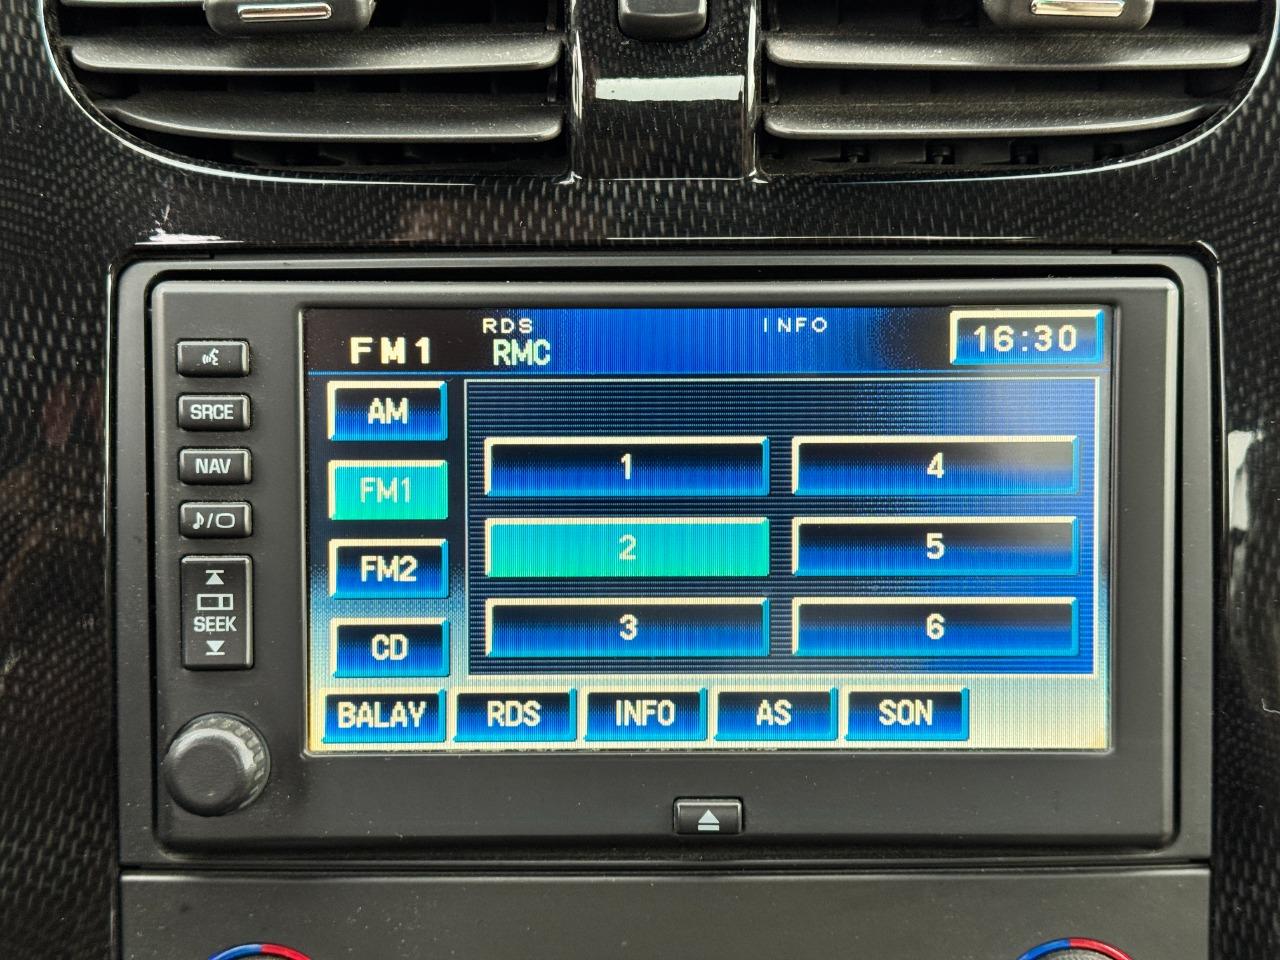 RDS INFO
FM1 RMC 16:30
SRCE
NAV
SEEK
AM
FM1
FM2
CD
1 4
2 5
3 6
BALAY RDS INFO AS SON